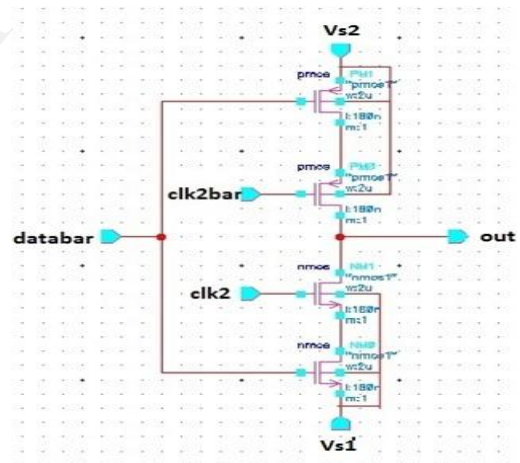 Vs2
pmos
PM1
"pmos1"
w:2u
l:180n
m:1
pmos
"pmos1"
w:2u
clk2bar
l:180n
m:1
databar
out
nmos
NM1
"nmos1"
w:2u
clk2
l:180n
m:1
nmos
"nmos1"
w:2u
l:180n
m:1
Vs1